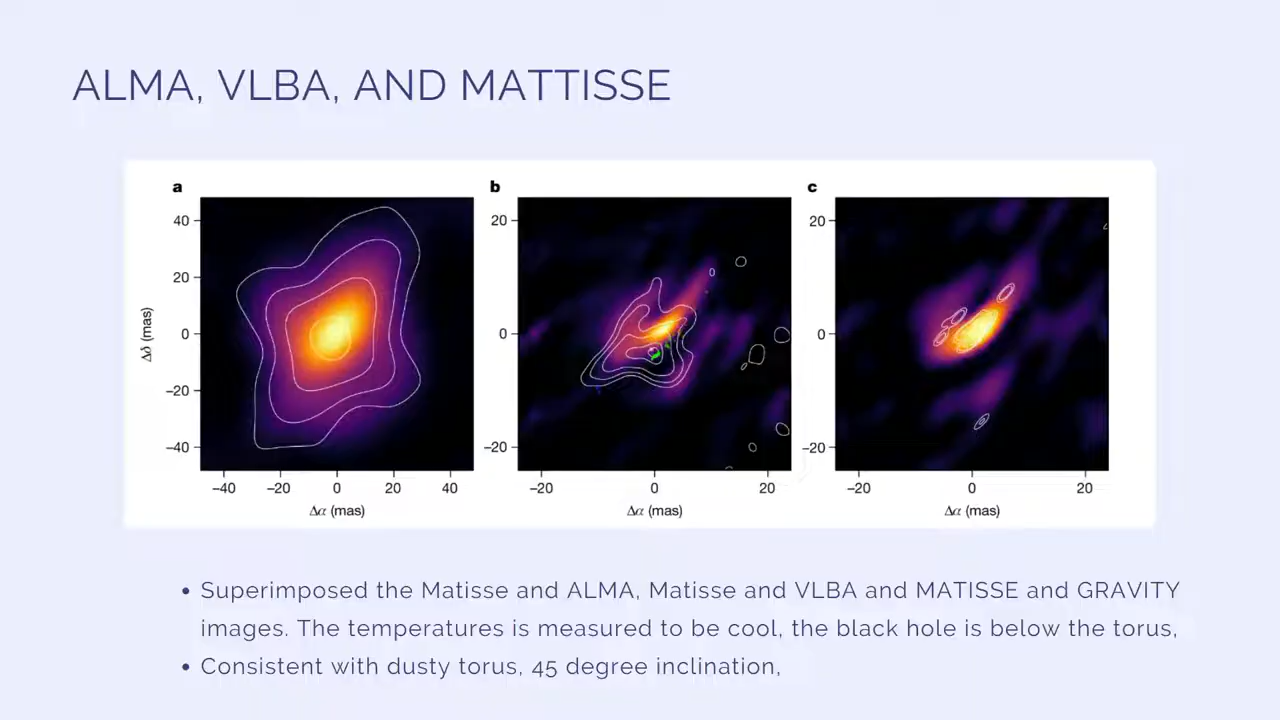 ALMA, VLBA, AND MATTISSE
a
b
c
40
20
0
−20
−40
20
0
−20
20
0
−20
Δδ (mas)
−40 −20 0 20 40
−20 0 20
−20 0 20
Δα (mas)
Δα (mas)
Δα (mas)
• Superimposed the Matisse and ALMA, Matisse and VLBA and MATISSE and GRAVITY
images. The temperatures is measured to be cool, the black hole is below the torus,
• Consistent with dusty torus, 45 degree inclination,